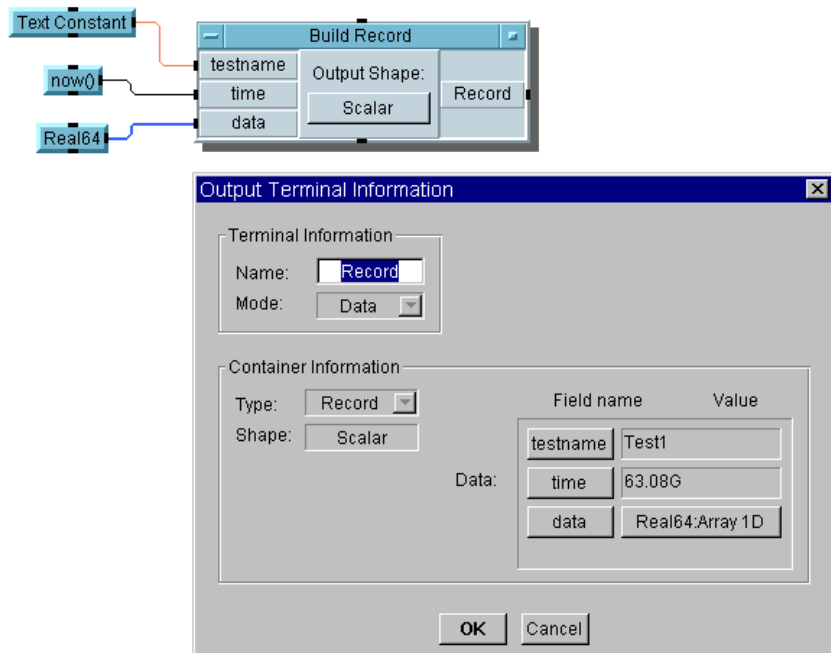 Text Constant
Build Record
testname
Output Shape:
now()
time
Scalar
Record
data
Real64
Output Terminal Information
Terminal Information
Name: Record
Mode: Data
Container Information
Type: Record
Shape: Scalar
Field name Value
testname Test1
Data: time 63.08G
data Real64:Array 1D
OK Cancel